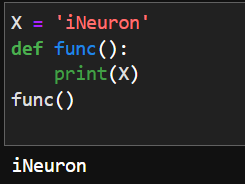 X = 'iNeuron'
def func():
    print(X)
func()
iNeuron